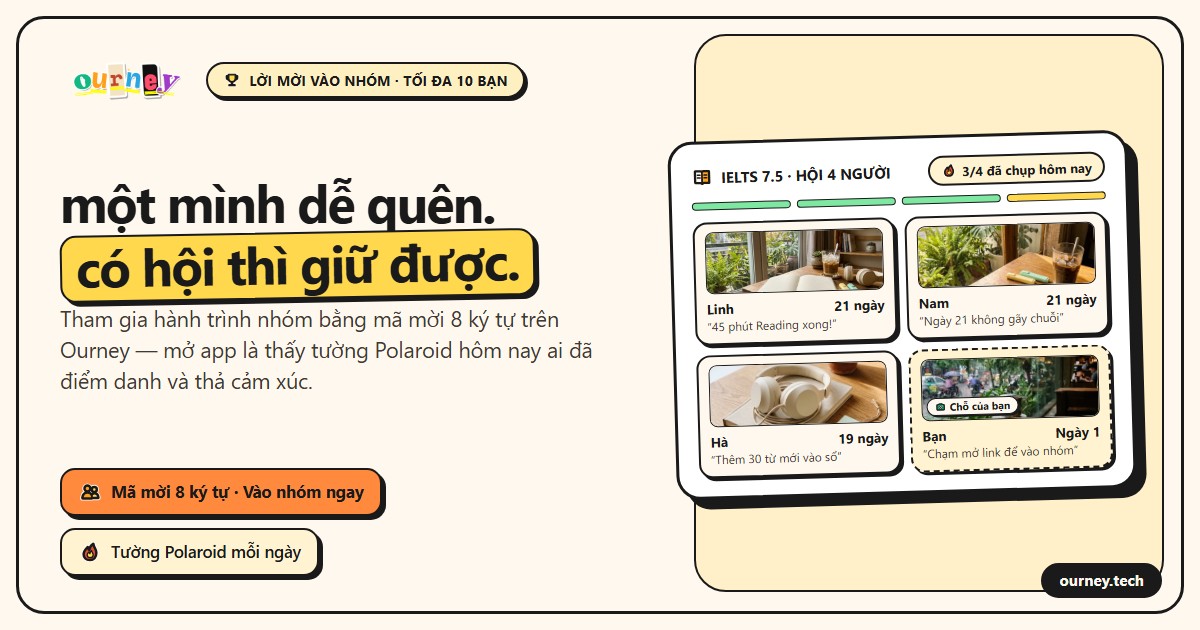 ourney
LỜI MỜI VÀO NHÓM · TỐI ĐA 10 BẠN
một mình dễ quên.
có hội thì giữ được.
Tham gia hành trình nhóm bằng mã mời 8 ký tự trên
Ourney — mở app là thấy tường Polaroid hôm nay ai đã
điểm danh và thả cảm xúc.
Mã mời 8 ký tự · Vào nhóm ngay
Tường Polaroid mỗi ngày
IELTS 7.5 · HỘI 4 NGƯỜI
3/4 đã chụp hôm nay
Linh 21 ngày
“45 phút Reading xong!”
Nam 21 ngày
“Ngày 21 không gãy chuỗi”
Hà 19 ngày
“Thêm 30 từ mới vào sổ”
Chỗ của bạn
Bạn Ngày 1
“Chạm mở link để vào nhóm”
ourney.tech